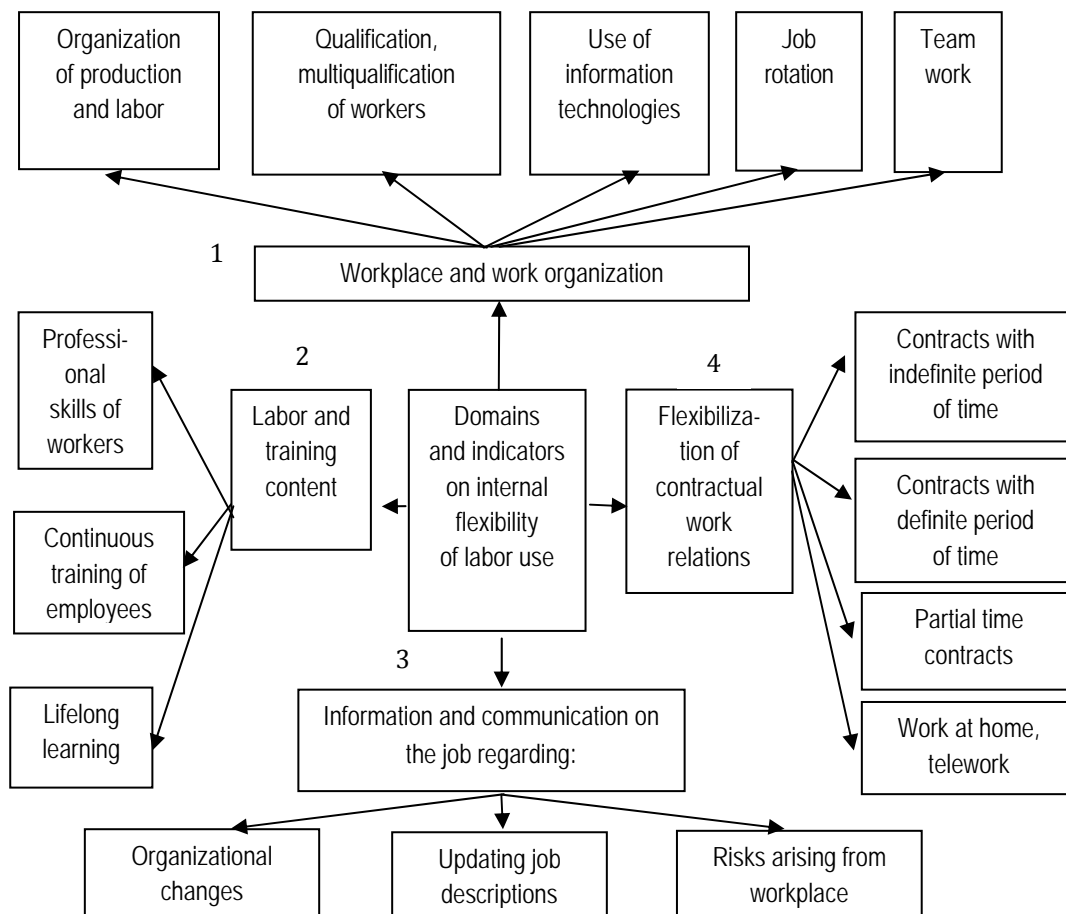 Organization
of production
and labor
Qualification,
multiqualification
of workers
Use of
information
technologies
Job
rotation
Team
work
1
Workplace and work organization
Professi-
onal
skills of
workers
2
Labor and
training
content
Domains
and indicators
on internal
flexibility
of labor use
4
Flexibiliza-
tion of
contractual
work
relations
Contracts with
indefinite period
of time
Contracts with
definite period
of time
Continuous
training of
employees
Partial time
contracts
3
Lifelong
learning
Information and communication on
the job regarding:
Work at home,
telework
Organizational
changes
Updating job
descriptions
Risks arising from
workplace